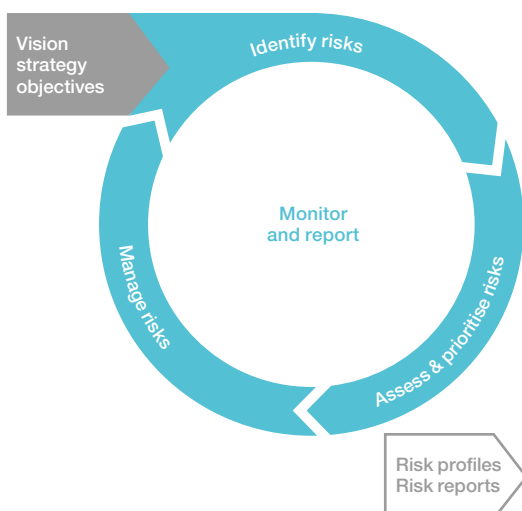 Vision
strategy
objectives
Identify risks
Monitor
and report
Assess & prioritise risks
Manage risks
Risk profiles
Risk reports